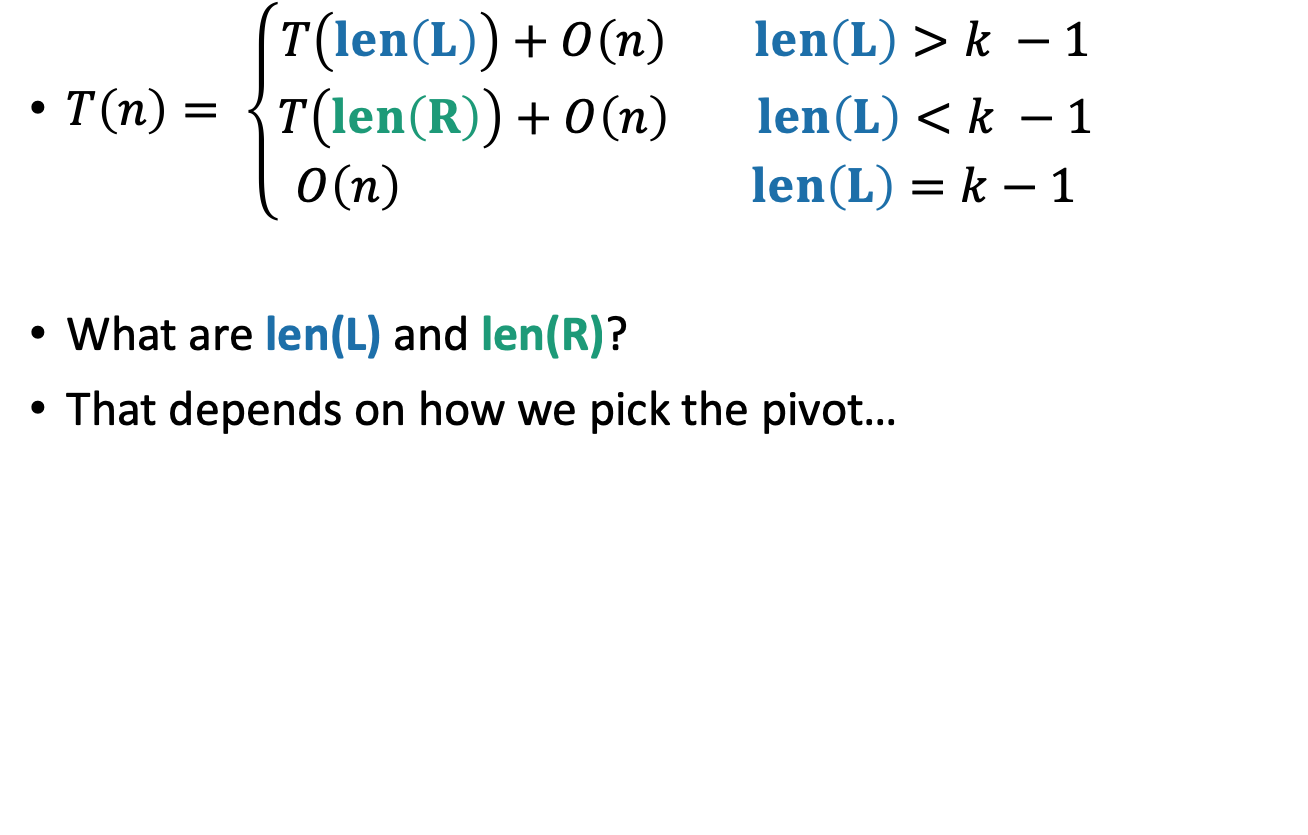 • T(n) = { T(len(L)) + O(n) len(L) > k − 1
T(len(R)) + O(n) len(L) < k − 1
O(n) len(L) = k − 1
• What are len(L) and len(R)?
• That depends on how we pick the pivot...